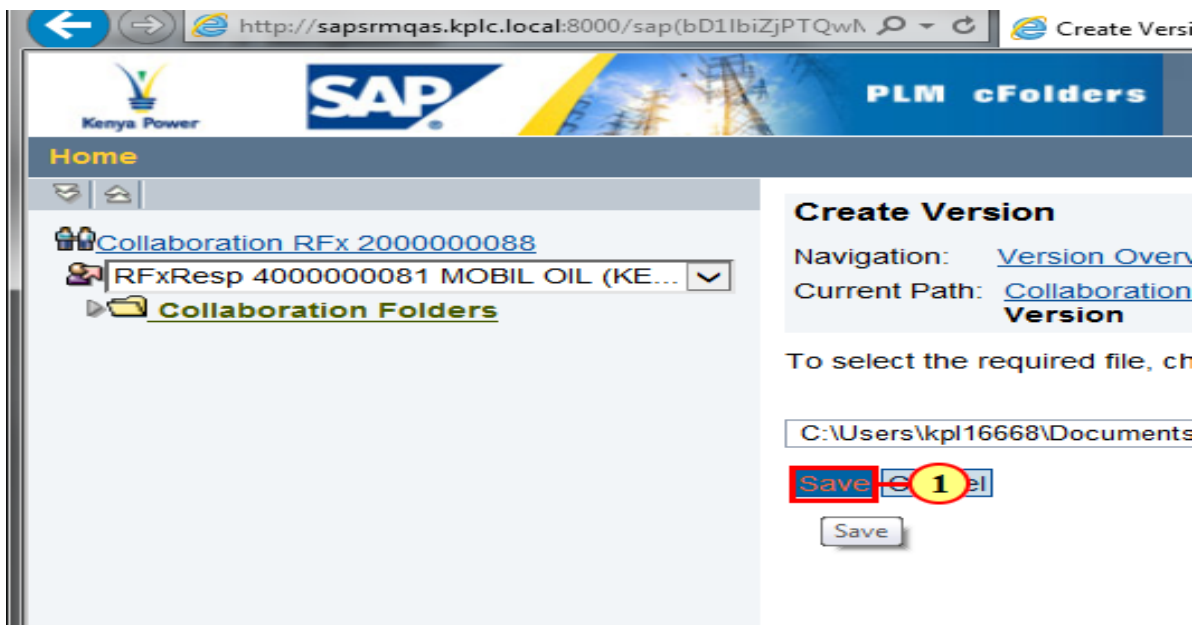 http://sapsrmqas.kplc.local:8000/sap(bD1lbiZjPTQwN
Create Versi
Kenya Power
SAP
PLM cFolders
Home
Collaboration RFx 2000000088
RFxResp 4000000081 MOBIL OIL (KE...
Collaboration Folders
Create Version
Navigation: Version Overv
Current Path: Collaboration
Version
To select the required file, ch
C:\Users\kpl16668\Documents
Save 1 el
Save